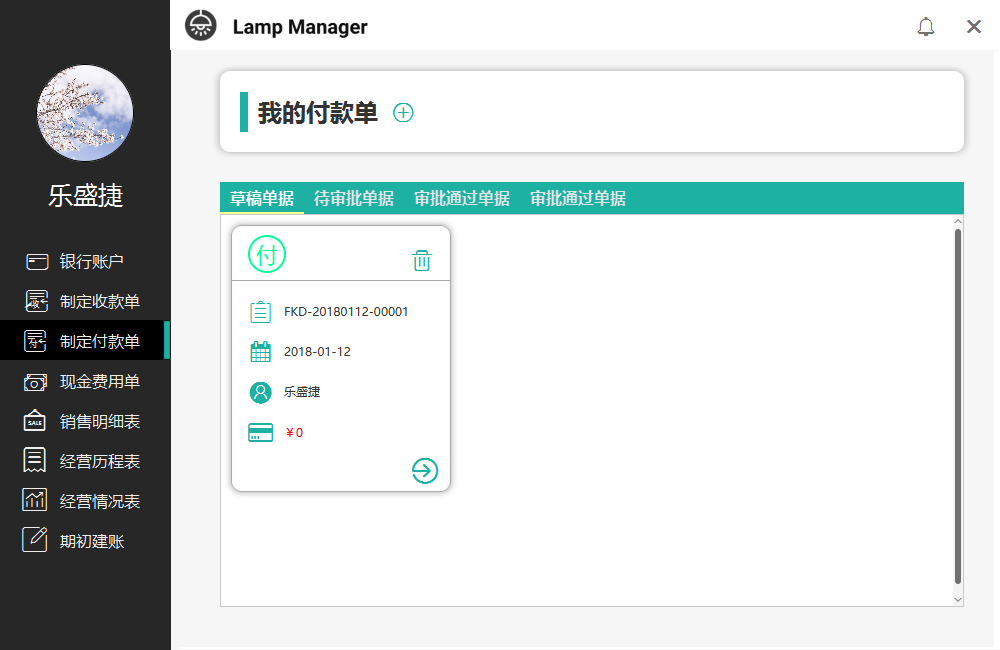 Lamp Manager
乐盛捷
银行账户
制定收款单
制定付款单
现金费用单
SALE
销售明细表
经营历程表
经营情况表
期初建账
我的付款单
草稿单据 待审批单据 审批通过单据 审批通过单据
付
FKD-20180112-00001
2018-01-12
乐盛捷
¥0